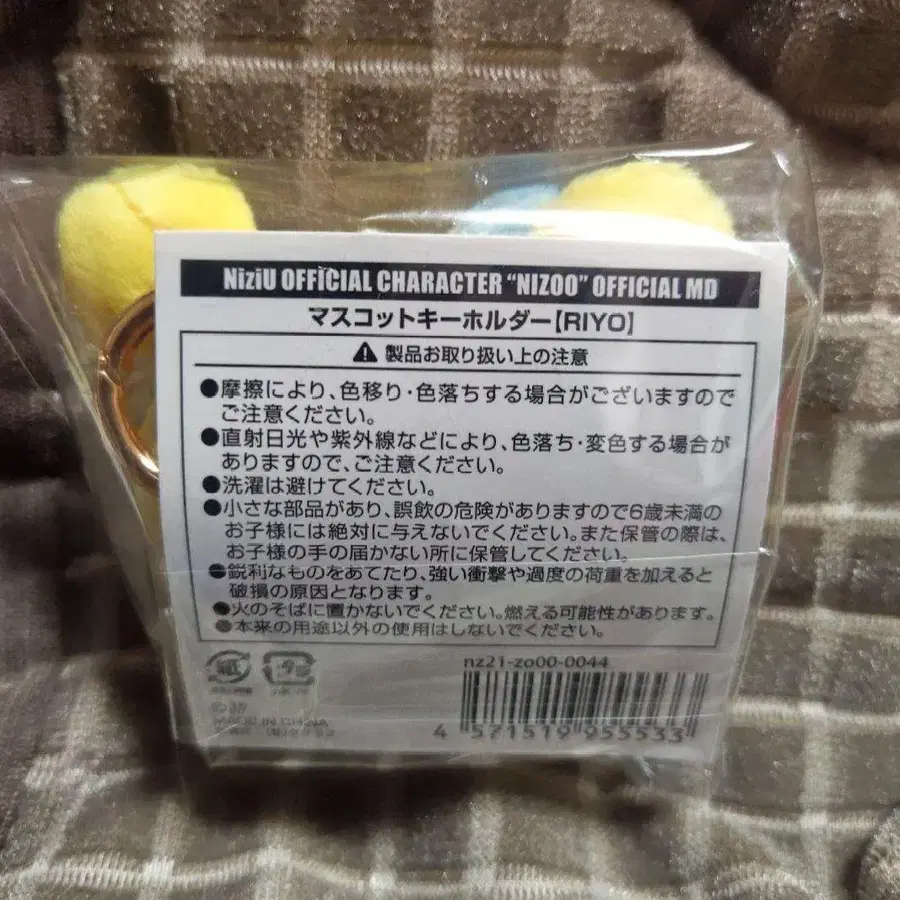 NiziU OFFICIAL CHARACTER "NIZOO" OFFICIAL MD
マスコットキーホルダー【RIYO】
⚠ 製品お取り扱い上の注意
●摩擦により、色移り・色落ちする場合がございますので
ご注意ください。
●直射日光や紫外線などにより、色落ち・変色する場合が
ありますので、ご注意ください。
●洗濯は避けてください。
●小さな部品があり、誤飲の危険がありますので6歳未満の
お子様には絶対に与えないでください。また保管の際は、
お子様の手の届かない所に保管してください。
●鋭利なものをあてたり、強い衝撃や過度の荷重を加えると
破損の原因となります。
●火のそばに置かないでください。燃える可能性があります。
●本来の用途以外の使用はしないでください。
紙 プラ
nz21-zo00-0044
MADE IN CHINA
4 571519 955533